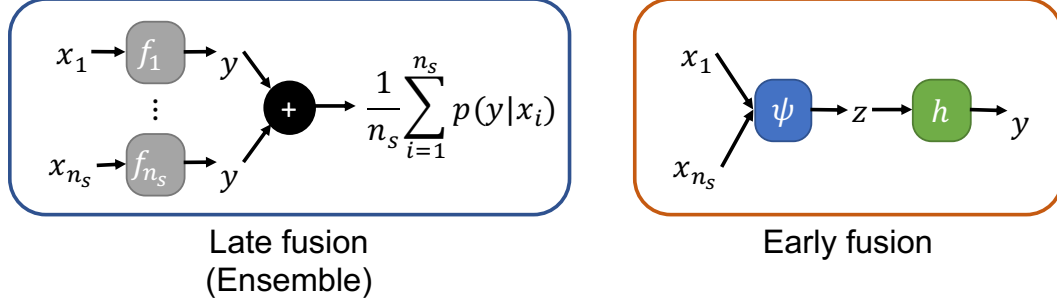 x_1 f_1 y
⋮
x_{n_s} f_{n_s} y
+
\frac{1}{n_s} \sum_{i=1}^{n_s} p(y|x_i)
Late fusion
(Ensemble)
x_1
x_{n_s}
ψ z h y
Early fusion